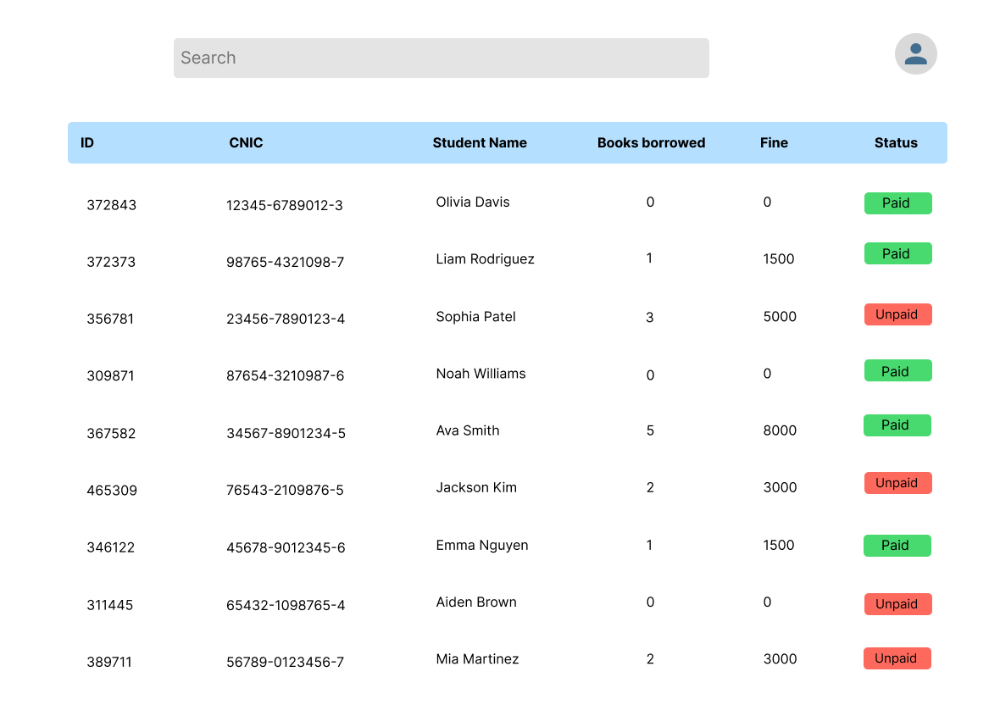 Search
ID CNIC Student Name Books borrowed Fine Status
372843 12345-6789012-3 Olivia Davis 0 0 Paid
372373 98765-4321098-7 Liam Rodriguez 1 1500 Paid
356781 23456-7890123-4 Sophia Patel 3 5000 Unpaid
309871 87654-3210987-6 Noah Williams 0 0 Paid
367582 34567-8901234-5 Ava Smith 5 8000 Paid
465309 76543-2109876-5 Jackson Kim 2 3000 Unpaid
346122 45678-9012345-6 Emma Nguyen 1 1500 Paid
311445 65432-1098765-4 Aiden Brown 0 0 Unpaid
389711 56789-0123456-7 Mia Martinez 2 3000 Unpaid